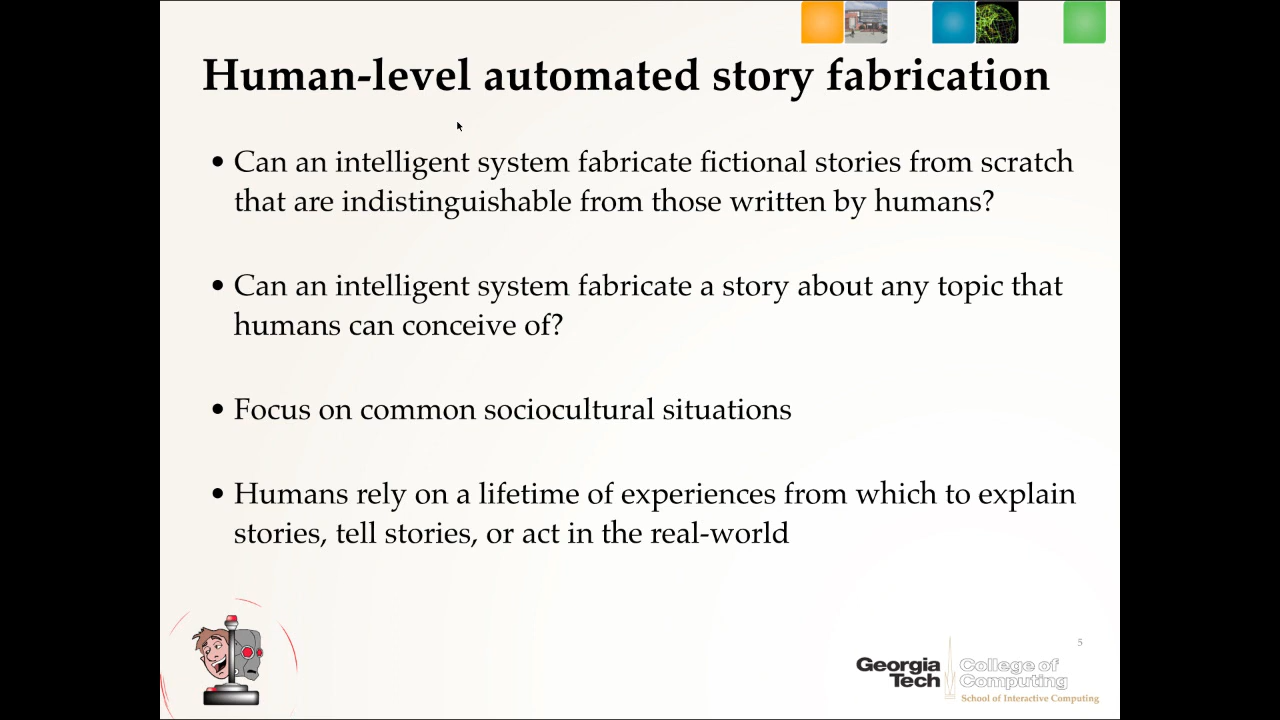 Human-level automated story fabrication
• Can an intelligent system fabricate fictional stories from scratch
that are indistinguishable from those written by humans?
• Can an intelligent system fabricate a story about any topic that
humans can conceive of?
• Focus on common sociocultural situations
• Humans rely on a lifetime of experiences from which to explain
stories, tell stories, or act in the real-world
5
Georgia College of
Tech Computing
School of Interactive Computing